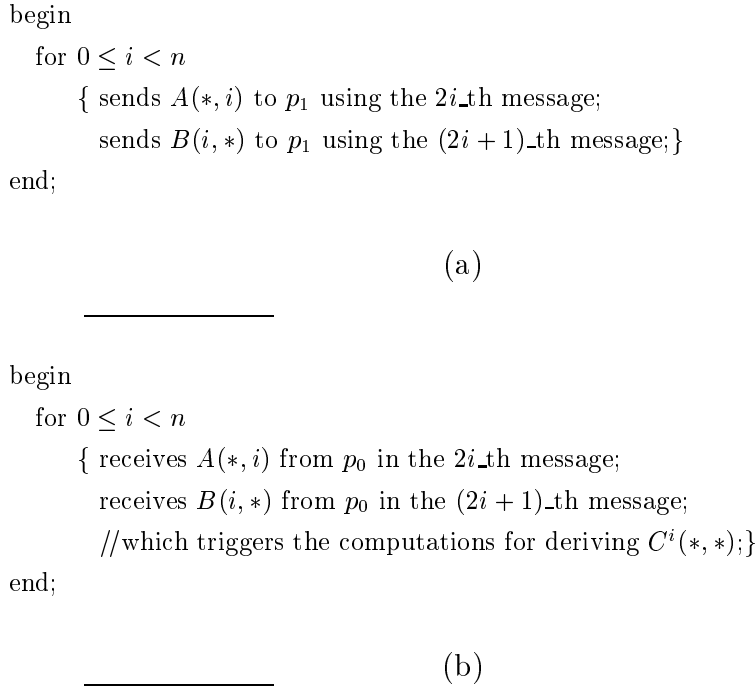 begin
for 0 ≤ i < n
{ sends A(∗, i) to p₀ using the 2i_th message;
sends B(i, ∗) to p₁ using the (2i + 1)_th message;}
end;
(a)
begin
for 0 ≤ i < n
{ receives A(∗, i) from p₀ in the 2i_th message;
receives B(i, ∗) from p₀ in the (2i + 1)_th message;
//which triggers the computations for deriving Cⁱ(∗, ∗);}
end;
(b)